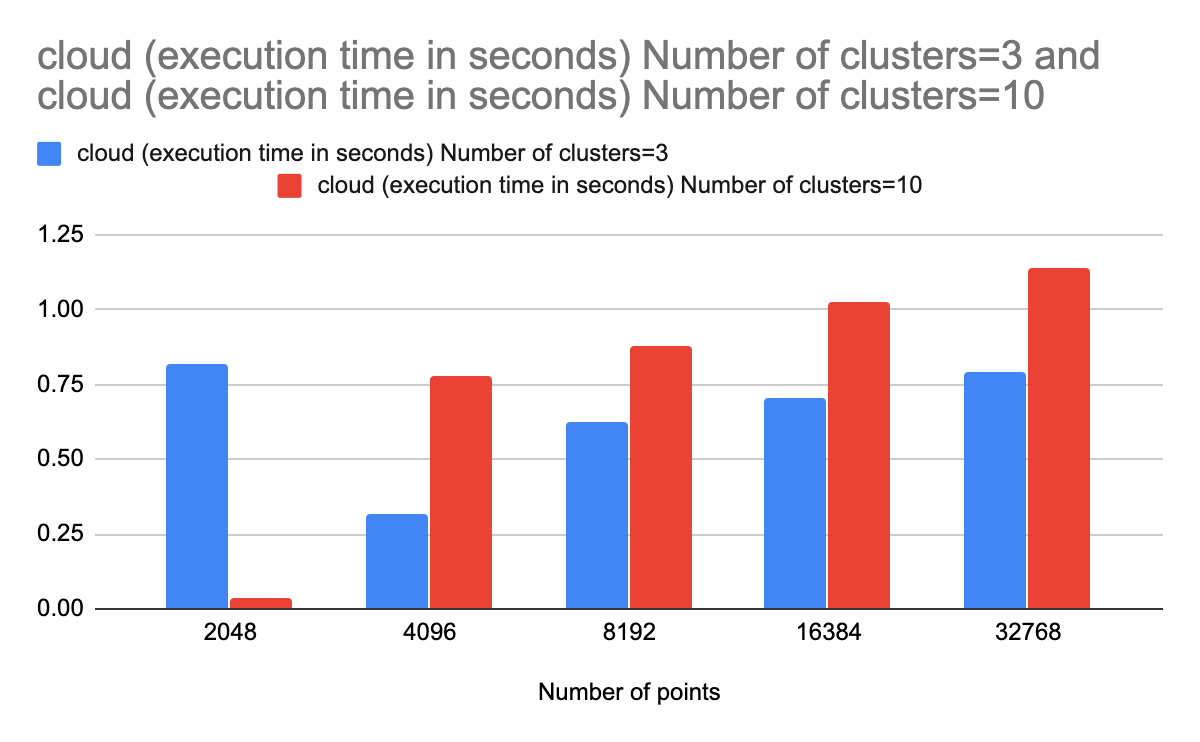 cloud (execution time in seconds) Number of clusters=3 and
cloud (execution time in seconds) Number of clusters=10
cloud (execution time in seconds) Number of clusters=3
cloud (execution time in seconds) Number of clusters=10
1.25
1.00
0.75
0.50
0.25
0.00
2048 4096 8192 16384 32768
Number of points